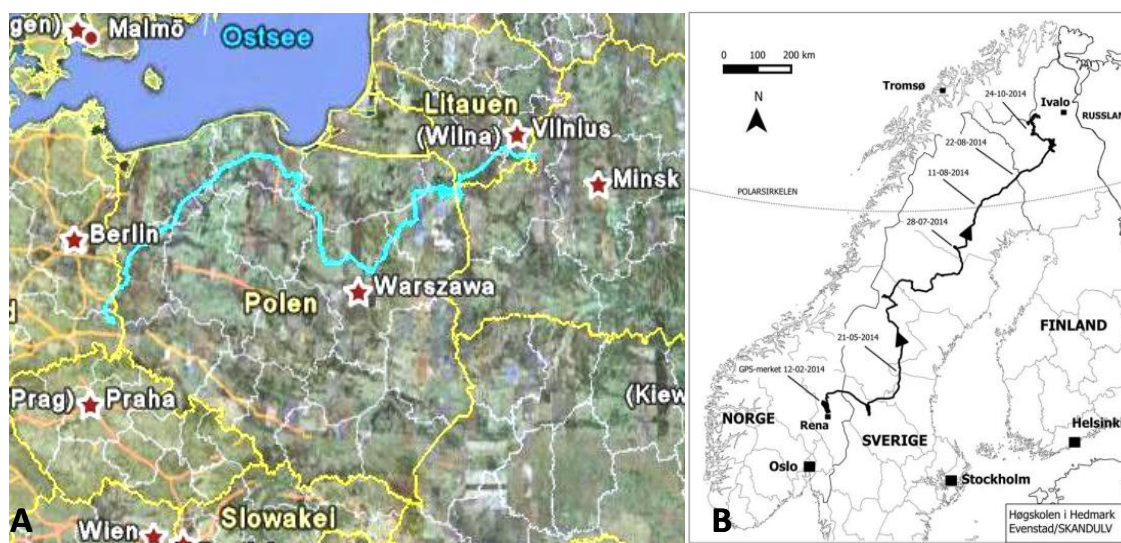 gen)
Malmö
Ostsee
Litauen
(Wilna)
Vilnius
Minsk
Berlin
Warszawa
Polen
d
Prag)
Praha
(Kiew
Slowakei
Wien
A
0 100 200 km
N
Tromsø
24-10-2014
Ivalo
RUSSLAN
22-08-2014
11-08-2014
POLARSIRKELEN
28-07-2014
21-05-2014
FINLAND
GPS-merket 12-02-2014
NORGE
Rena
SVERIGE
Helsinki
Oslo
Stockholm
B
Høgskolen i Hedmark
Evenstad/SKANDULV